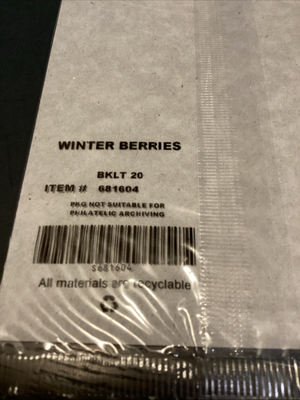 WINTER BERRIES
BKLT 20
ITEM # 681604
PKG NOT SUITABLE FOR
PHILATELIC ARCHIVING
S681604
All materials are recyclable